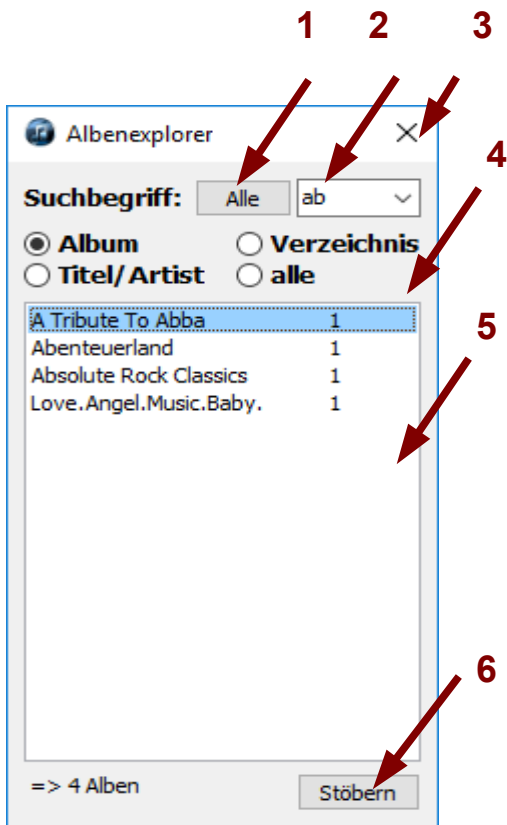 1 2 3
Albenexplorer
4
Suchbegriff: Alle ab
Album Verzeichnis
Titel/Artist alle
A Tribute To Abba 1
5
Abenteuerland 1
Absolute Rock Classics 1
Love.Angel.Music.Baby. 1
6
=> 4 Alben Stöbern